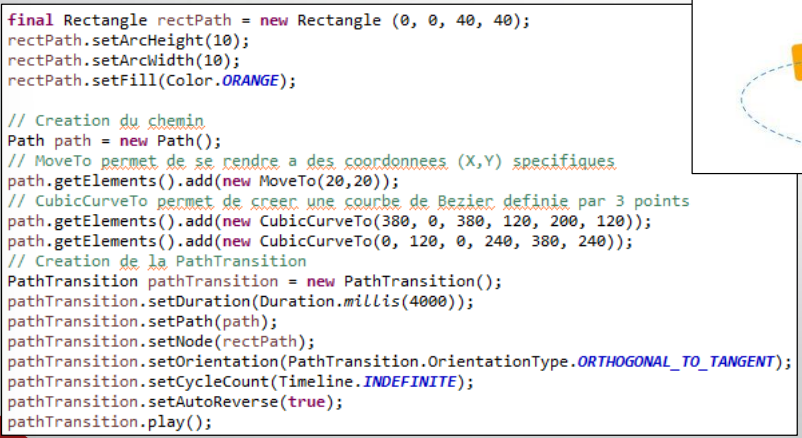 final Rectangle rectPath = new Rectangle (0, 0, 40, 40);
rectPath.setArcHeight(10);
rectPath.setArcWidth(10);
rectPath.setFill(Color.ORANGE);
// Creation du chemin
Path path = new Path();
// MoveTo permet de se rendre a des coordonnees (X,Y) specifiques
path.getElements().add(new MoveTo(20,20));
// CubicCurveTo permet de creer une courbe de Bezier definie par 3 points
path.getElements().add(new CubicCurveTo(380, 0, 380, 120, 200, 120));
path.getElements().add(new CubicCurveTo(0, 120, 0, 240, 380, 240));
// Creation de la PathTransition
PathTransition pathTransition = new PathTransition();
pathTransition.setDuration(Duration.millis(4000));
pathTransition.setPath(path);
pathTransition.setNode(rectPath);
pathTransition.setOrientation(PathTransition.OrientationType.ORTHOGONAL_TO_TANGENT);
pathTransition.setCycleCount(Timeline.INDEFINITE);
pathTransition.setAutoReverse(true);
pathTransition.play();